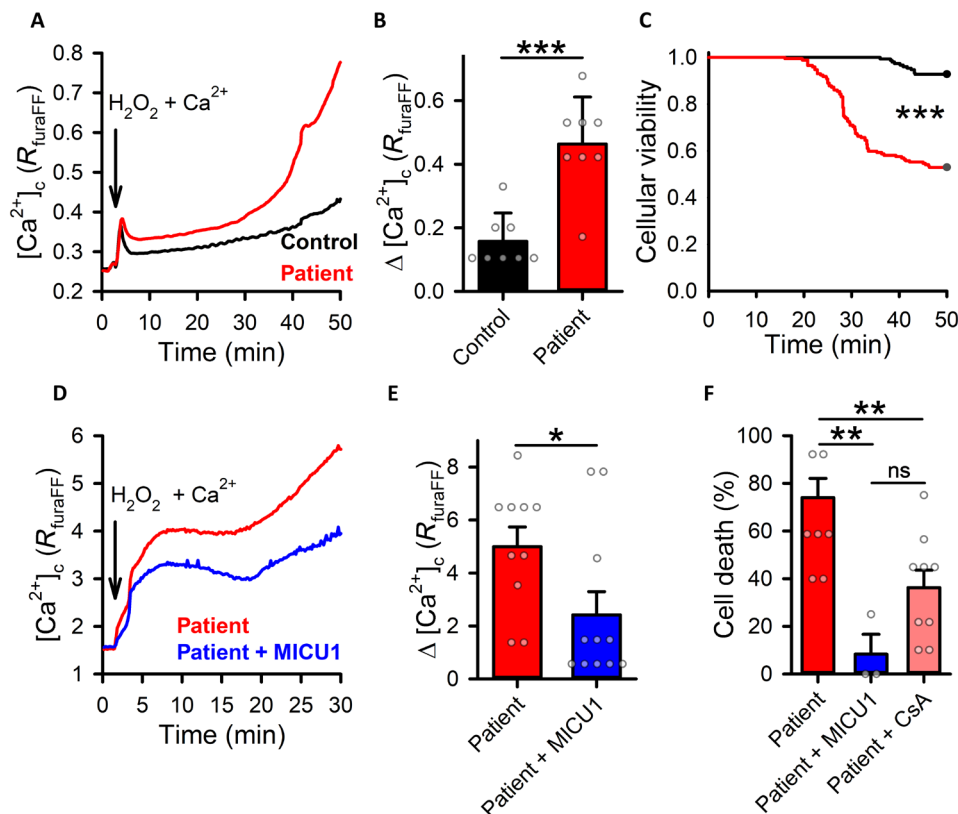 A
[Ca²⁺]c (RfuraFF)
0.8
0.7
0.6
0.5
0.4
0.3
0.2
H₂O₂ + Ca²⁺
Control
Patient
0 10 20 30 40 50
Time (min)
B
***
Δ [Ca²⁺]c (RfuraFF)
0.6
0.4
0.2
0.0
Control
Patient
C
Cellular viability
1.0
0.8
0.6
0.4
0.2
0.0
***
0 10 20 30 40 50
Time (min)
D
[Ca²⁺]c (RfuraFF)
6
5
4
3
2
1
H₂O₂ + Ca²⁺
Patient
Patient + MICU1
0 5 10 15 20 25 30
Time (min)
E
*
Δ [Ca²⁺]c (RfuraFF)
8
6
4
2
0
Patient
Patient + MICU1
F
**
**
ns
Cell death (%)
100
80
60
40
20
0
Patient
Patient + MICU1
Patient + CsA